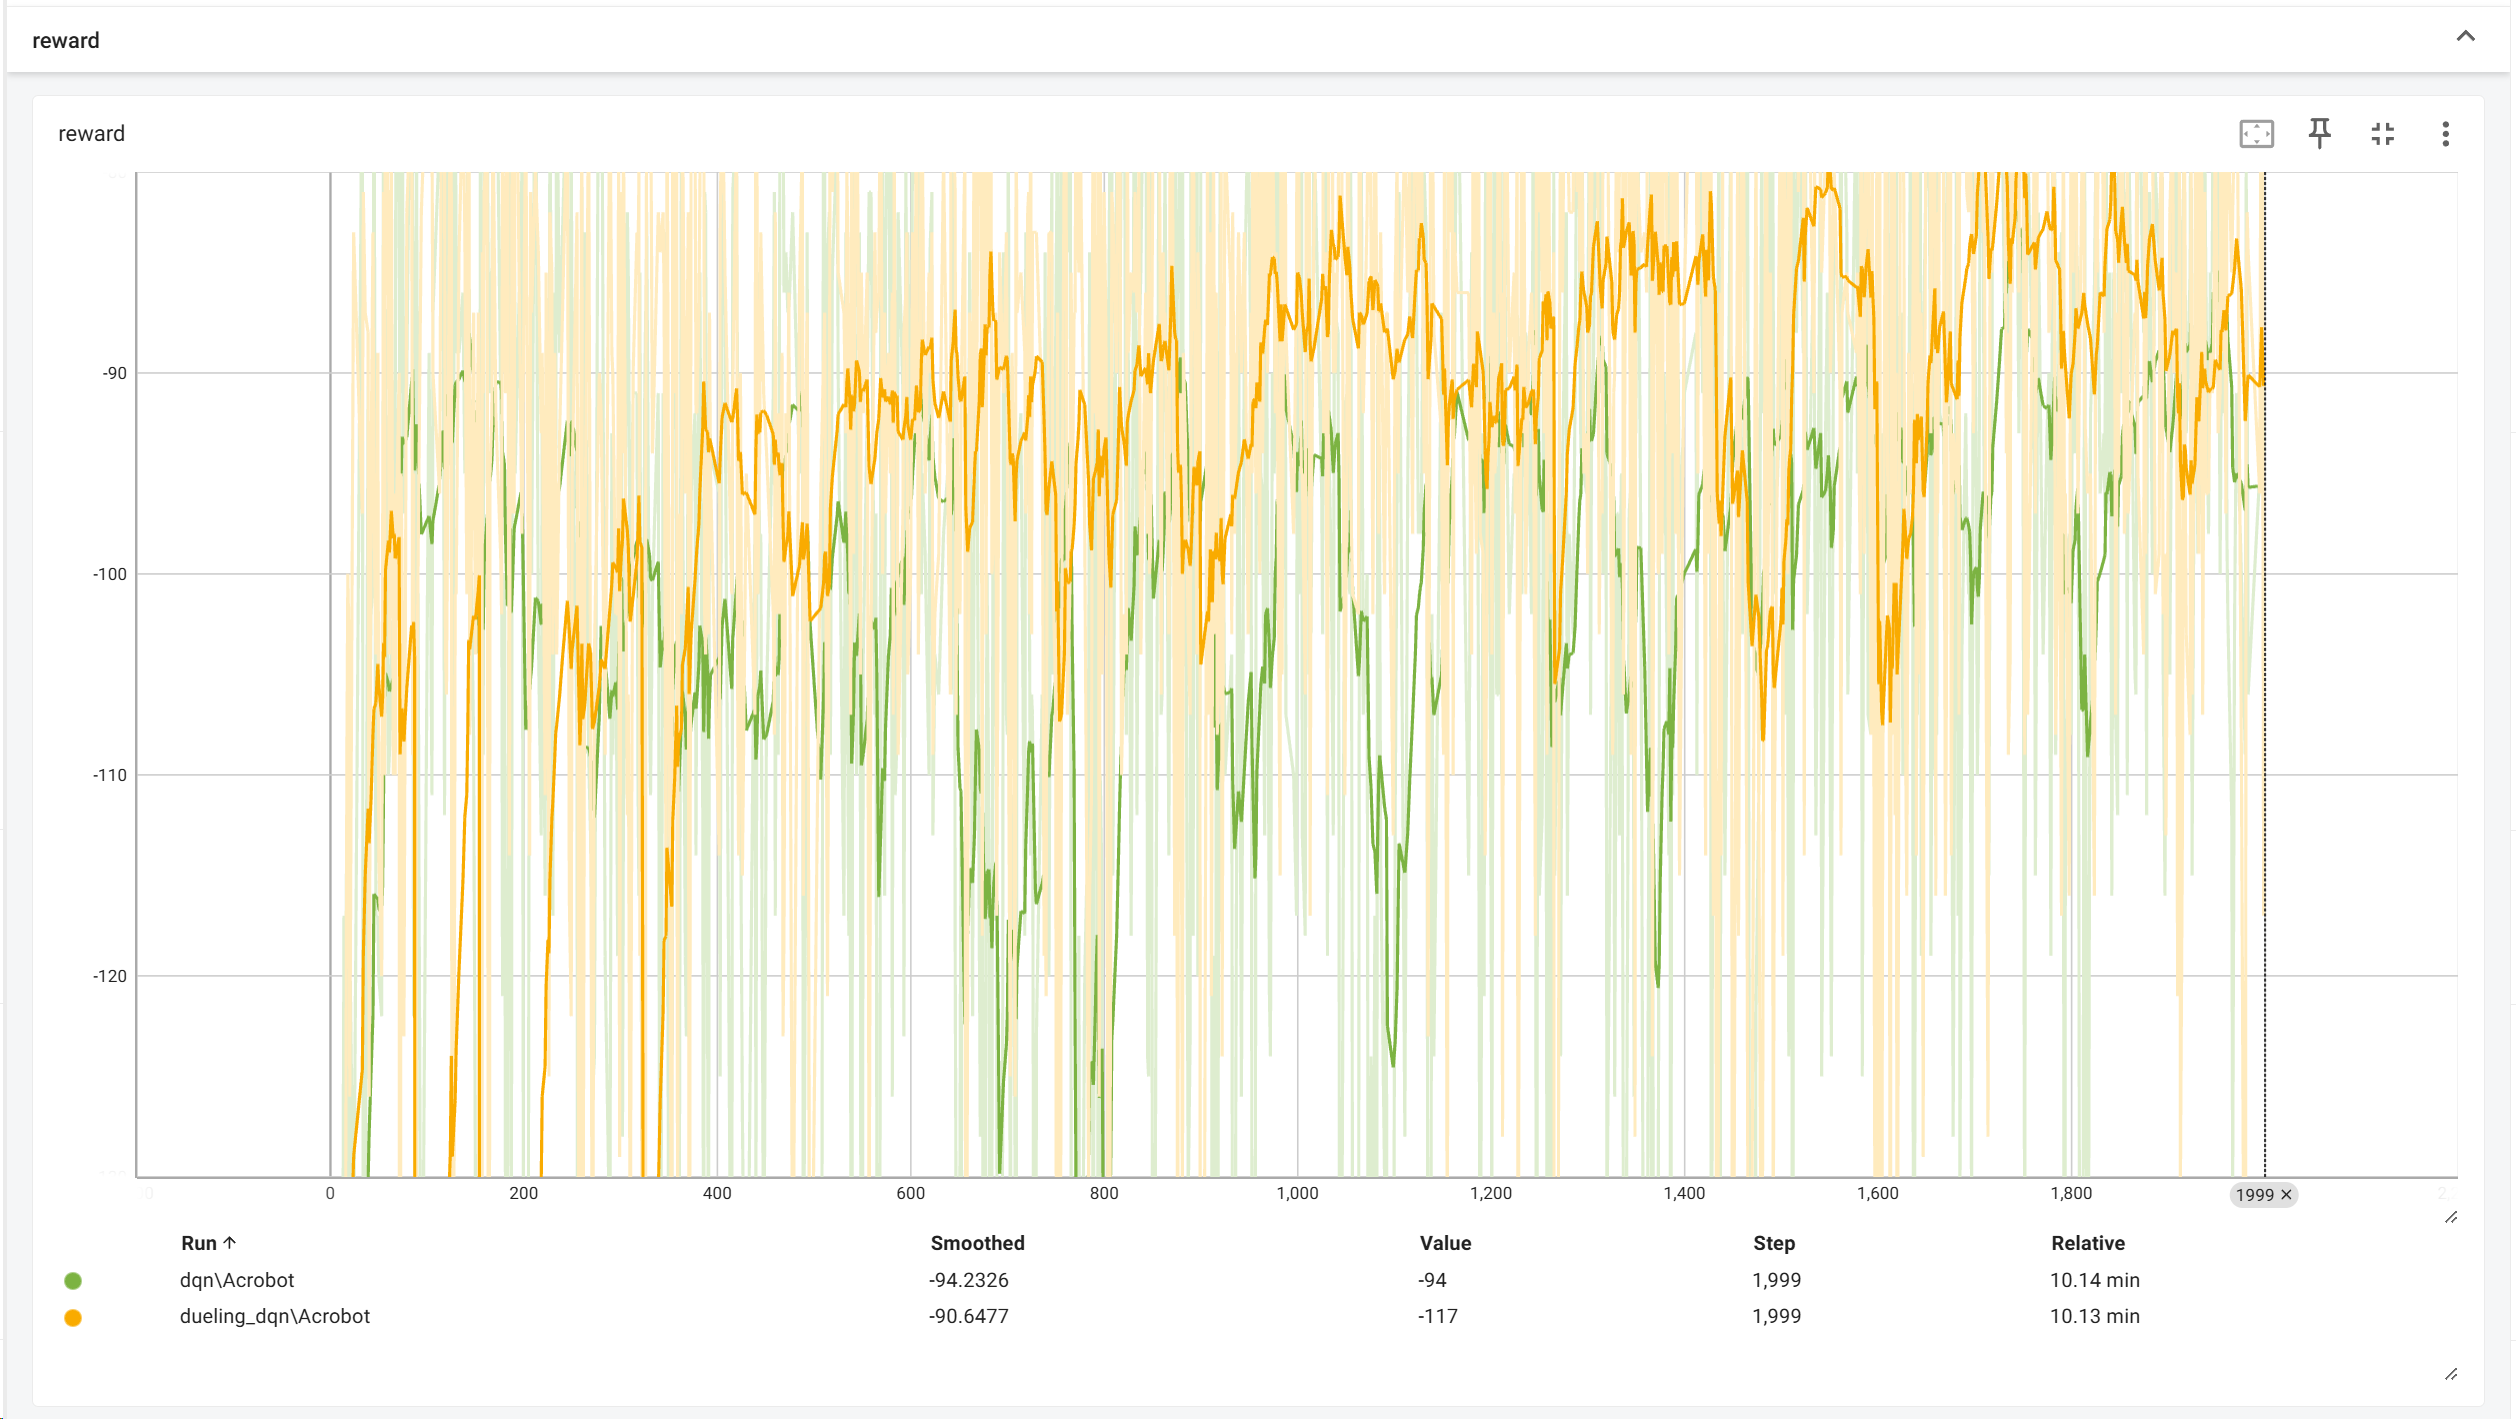 reward
reward
-90
-100
-110
-120
0 200 400 600 800 1,000 1,200 1,400 1,600 1,800 1999 ✕
Run ↑ Smoothed Value Step Relative
dqn\Acrobot -94.2326 -94 1,999 10.14 min
dueling_dqn\Acrobot -90.6477 -117 1,999 10.13 min